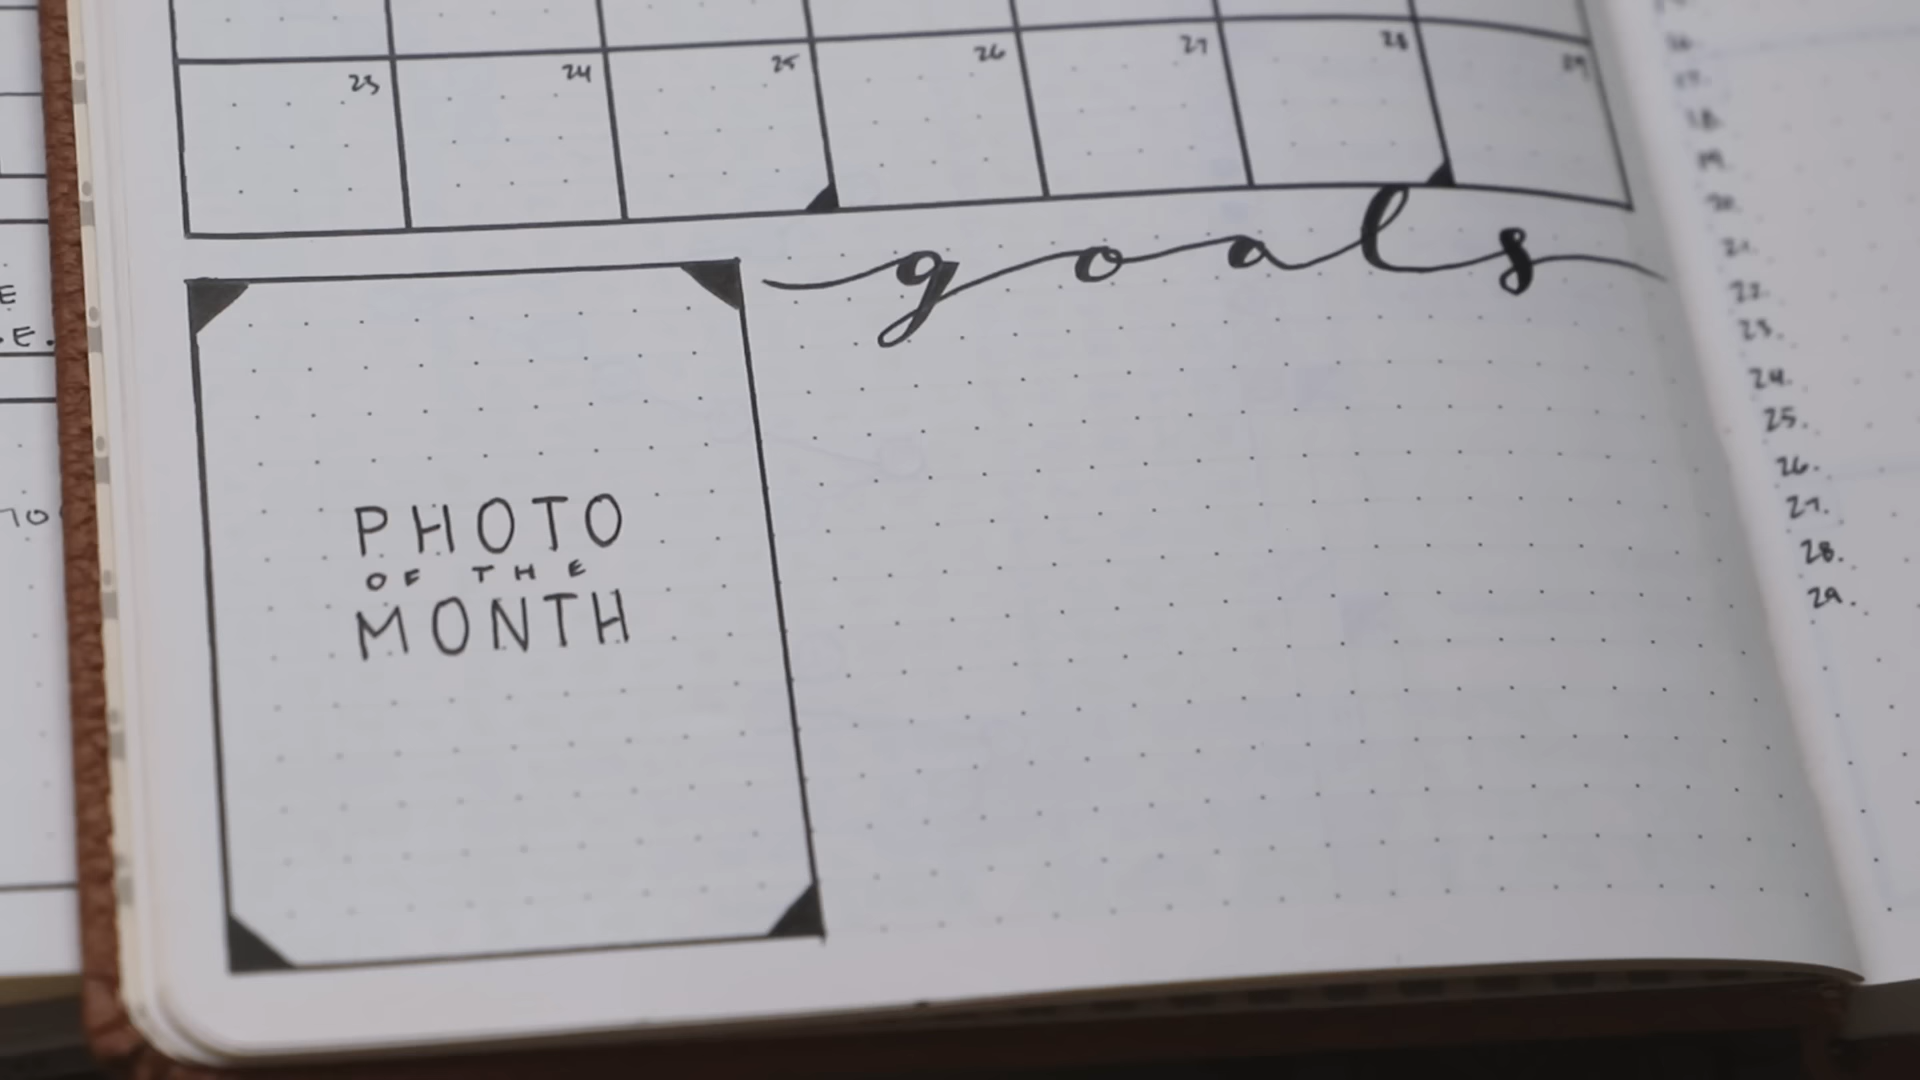 23 24 25 26 27 28 29
goals
PHOTO
OF THE
MONTH
E
.E.
18.
19.
20.
21.
22.
23.
24.
25.
26.
27.
28.
29.